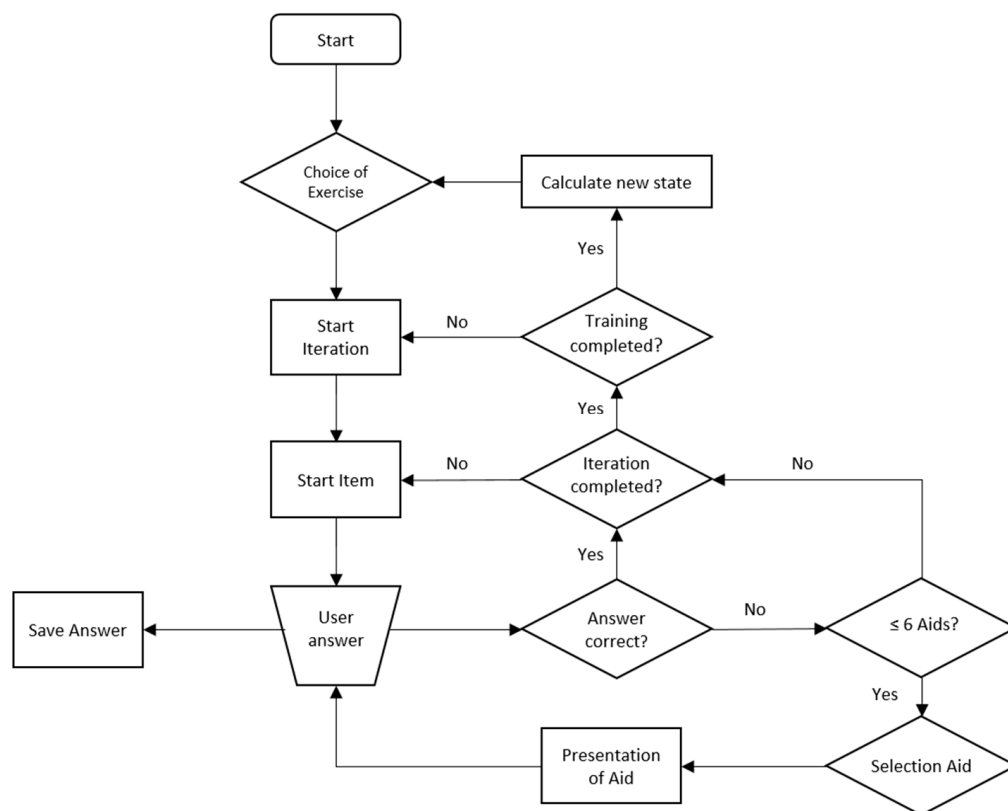 Start
Choice of
Exercise
Calculate new state
Yes
Start
Iteration
No
Training
completed?
Yes
Start Item
No
Iteration
completed?
No
Yes
Save Answer
User
answer
Answer
correct?
No
≤ 6 Aids?
Yes
Presentation
of Aid
Selection Aid